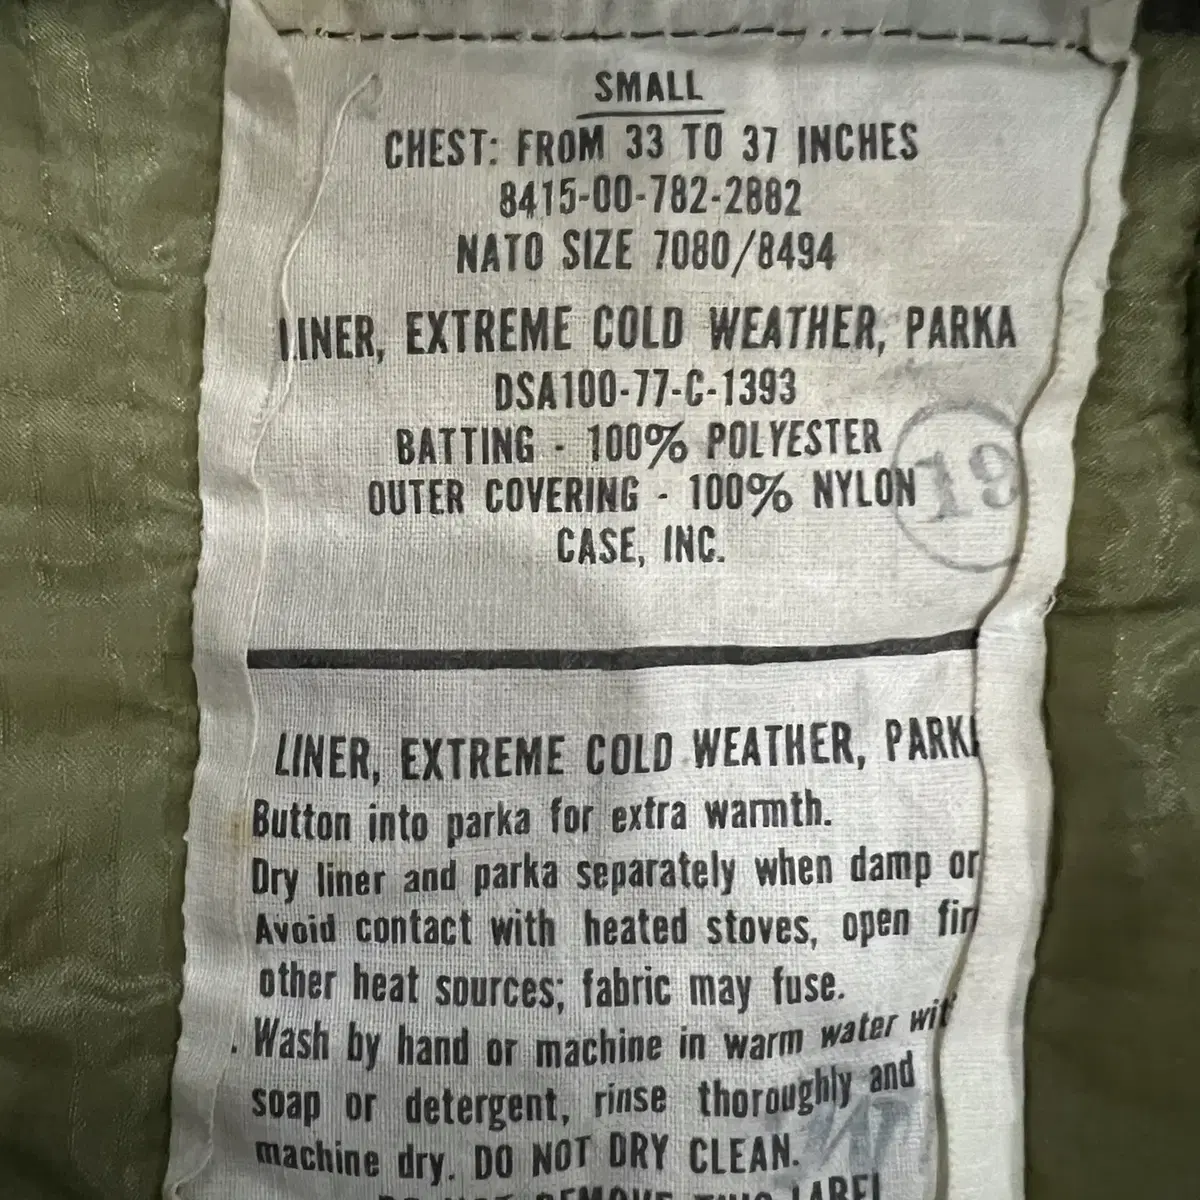 SMALL
CHEST: FROM 33 TO 37 INCHES
8415-00-782-2882
NATO SIZE 7080/8494
LINER, EXTREME COLD WEATHER, PARKA
DSA100-77-C-1393
BATTING - 100% POLYESTER
OUTER COVERING - 100% NYLON
19
CASE, INC.
LINER, EXTREME COLD WEATHER, PARKA
Button into parka for extra warmth.
Dry liner and parka separately when damp or
Avoid contact with heated stoves, open
other heat sources; fabric may fuse.
Wash by hand or machine in warm water
soap or detergent, rinse thoroughly and
machine dry. DO NOT DRY CLEAN.
LABEL